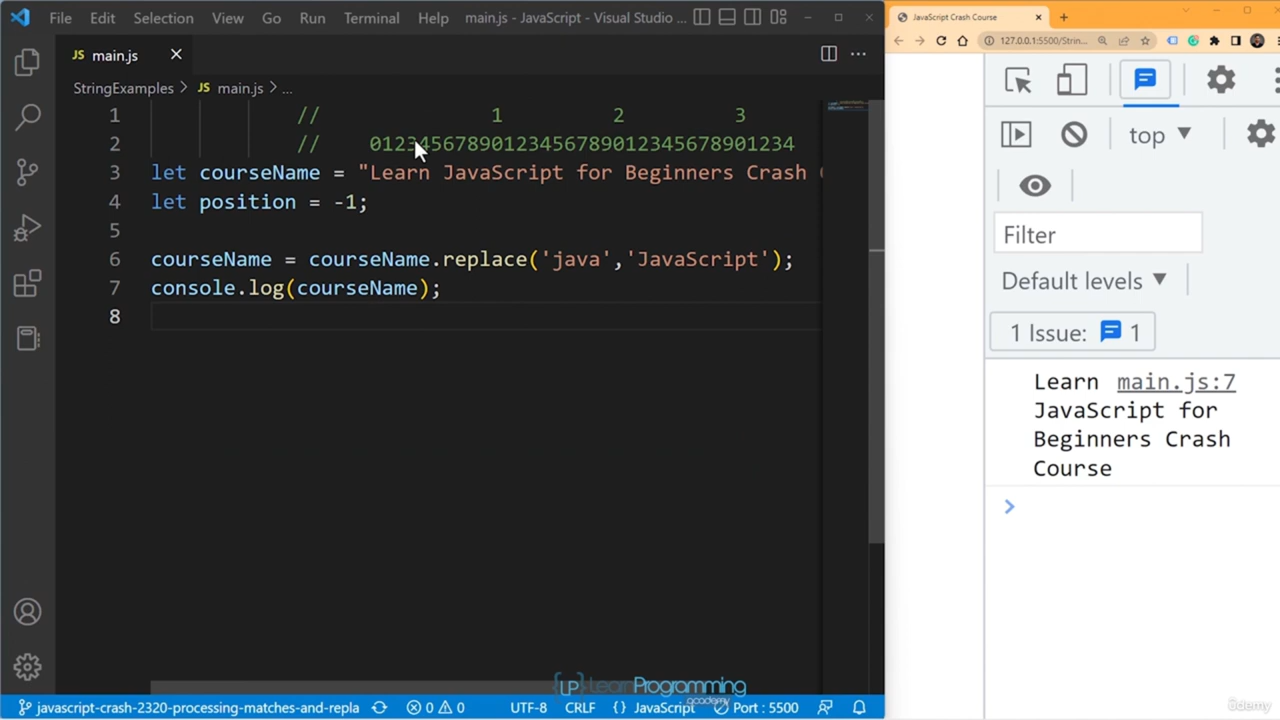 File Edit Selection View Go Run Terminal Help main.js - JavaScript - Visual Studio ...
JS main.js
StringExamples > JS main.js > ...
1 // 1 2 3
2 // 01234567890123456789012345678901234
3 let courseName = "Learn JavaScript for Beginners Crash
4 let position = -1;
5
6 courseName = courseName.replace('java','JavaScript');
7 console.log(courseName);
8
javascript-crash-2320-processing-matches-and-repla 0 0 UTF-8 CRLF {} JavaScript Port : 5500
{LP} LearnProgramming
academy
JavaScript Crash Course
127.0.0.1:5500/Strin...
top
Filter
Default levels
1 Issue: 1
Learn main.js:7
JavaScript for
Beginners Crash
Course
ûdemy